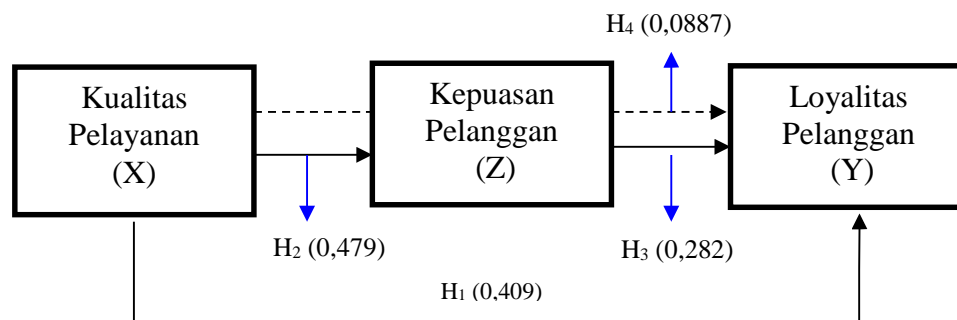 H₄ (0,0887)
Kualitas
Pelayanan
(X)
Kepuasan
Pelanggan
(Z)
Loyalitas
Pelanggan
(Y)
H₂ (0,479)
H₃ (0,282)
H₁ (0,409)